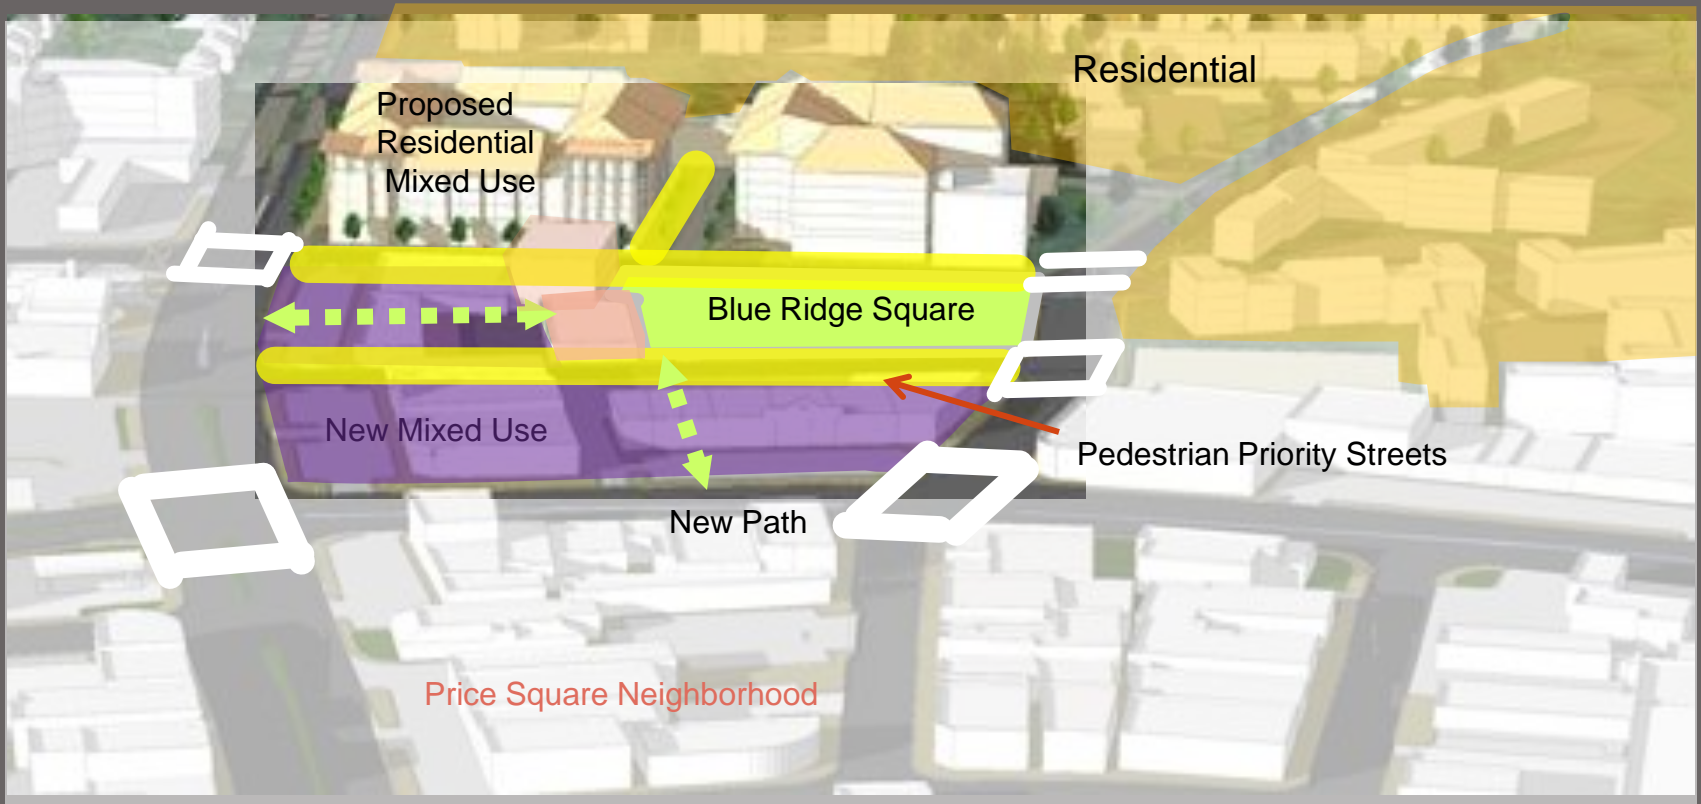 Residential
Proposed
Residential
Mixed Use
Blue Ridge Square
New Mixed Use
Pedestrian Priority Streets
New Path
Price Square Neighborhood